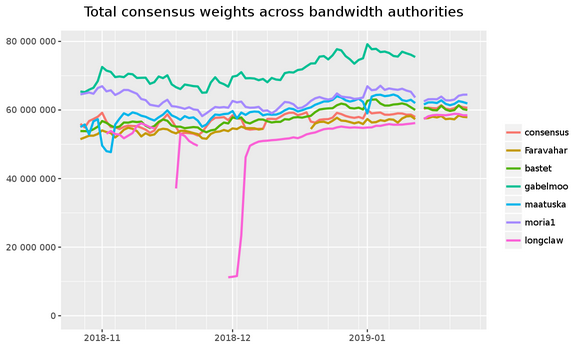 Total consensus weights across bandwidth authorities
80 000 000
60 000 000
40 000 000
20 000 000
0
2018-11
2018-12
2019-01
consensus
Faravahar
bastet
gabelmoo
maatuska
moria1
longclaw